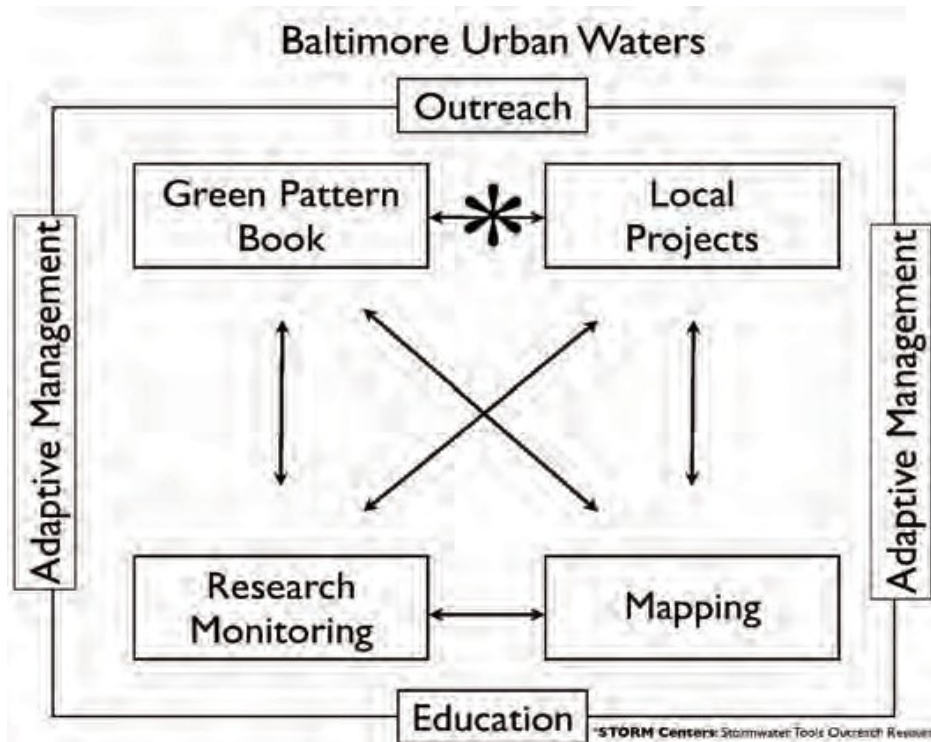 Baltimore Urban Waters
Outreach
Green Pattern
Book
*
Local
Projects
Adaptive Management
Adaptive Management
Research
Monitoring
Mapping
Education
*STORM Centers: Stormwater Tools Outreach